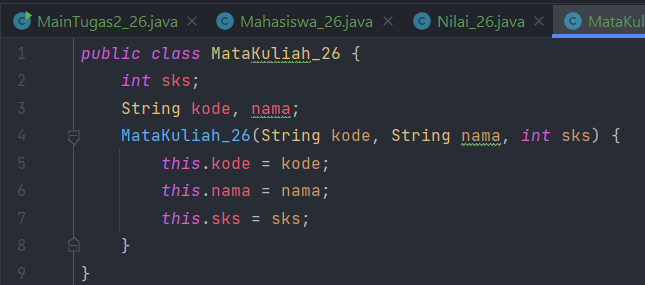 MainTugas2_26.java Mahasiswa_26.java Nilai_26.java MataKul
1 public class MataKuliah_26 {
2 int sks;
3 String kode, nama;
4 MataKuliah_26(String kode, String nama, int sks) {
5 this.kode = kode;
6 this.nama = nama;
7 this.sks = sks;
8 }
9 }